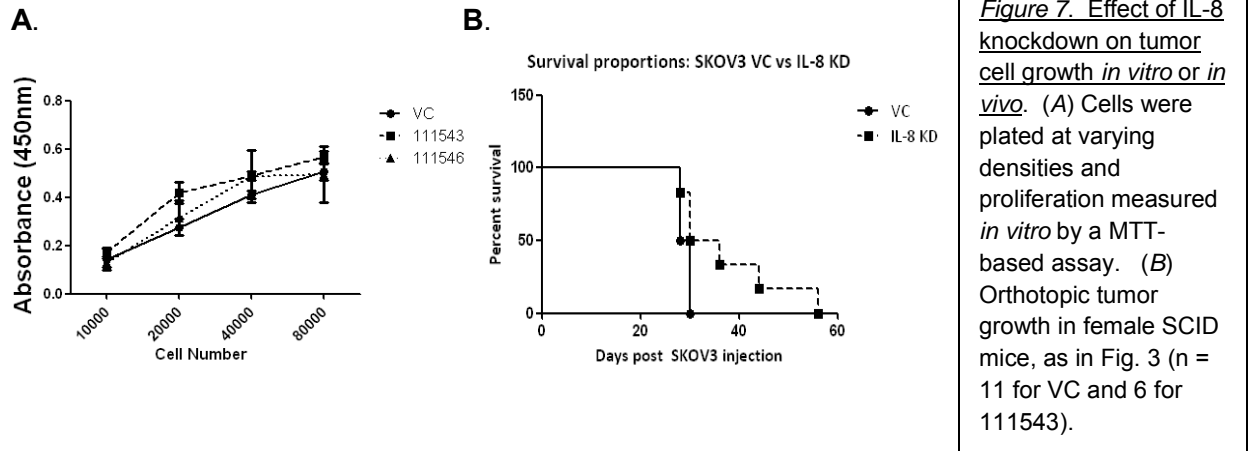 A.
Absorbance (450nm)
0.8
0.6
0.4
0.2
0.0
10000
20000
40000
80000
Cell Number
VC
111543
111546
B.
Survival proportions: SKOV3 VC vs IL-8 KD
Percent survival
150
100
50
0
0
20
40
60
Days post SKOV3 injection
VC
IL-8 KD
Figure 7. Effect of IL-8
knockdown on tumor
cell growth in vitro or in
vivo. (A) Cells were
plated at varying
densities and
proliferation measured
in vitro by a MTT-
based assay. (B)
Orthotopic tumor
growth in female SCID
mice, as in Fig. 3 (n =
11 for VC and 6 for
111543).